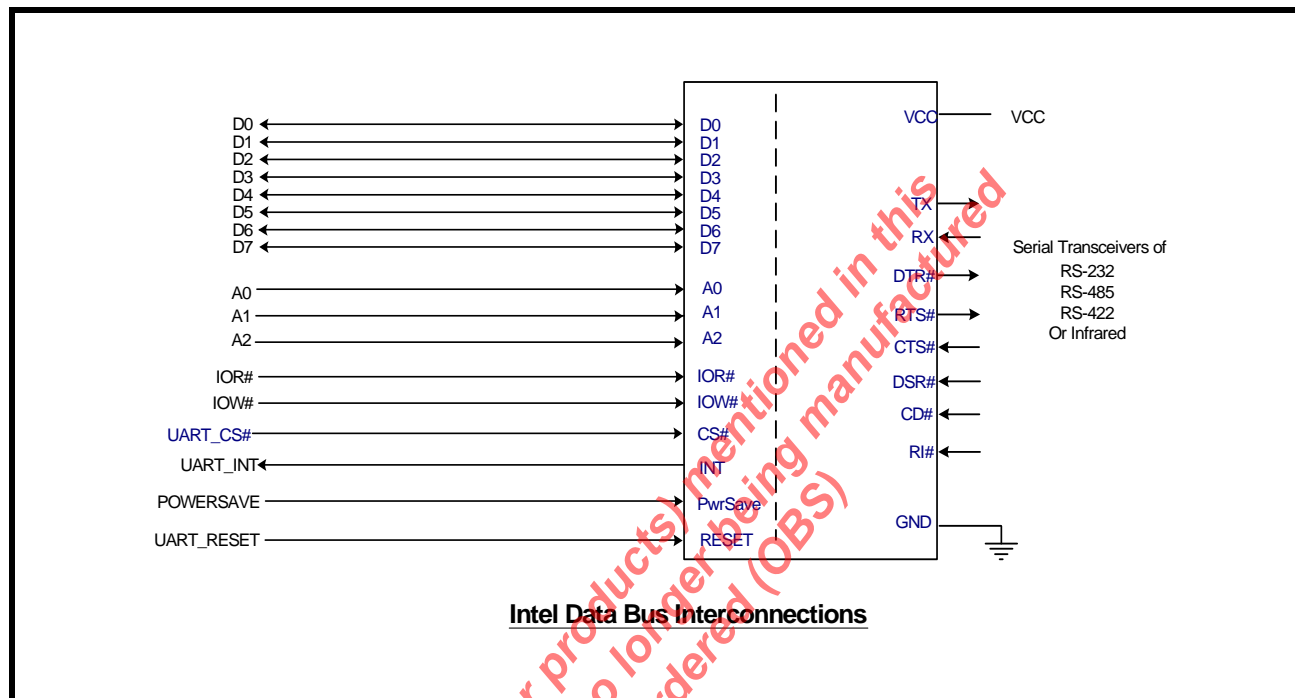 D0
D1
D2
D3
D4
D5
D6
D7
A0
A1
A2
IOR#
IOW#
UART_CS#
UART_INT
POWERSAVE
UART_RESET
D0
D1
D2
D3
D4
D5
D6
D7
A0
A1
A2
IOR#
IOW#
CS#
INT
PwrSave
RESET
VCC
TX
RX
DTR#
RTS#
CTS#
DSR#
CD#
RI#
GND
VCC
Serial Transceivers of
RS-232
RS-485
RS-422
Or Infrared
Intel Data Bus Interconnections
products) mentioned in this
longer being manufactured
(OBS)